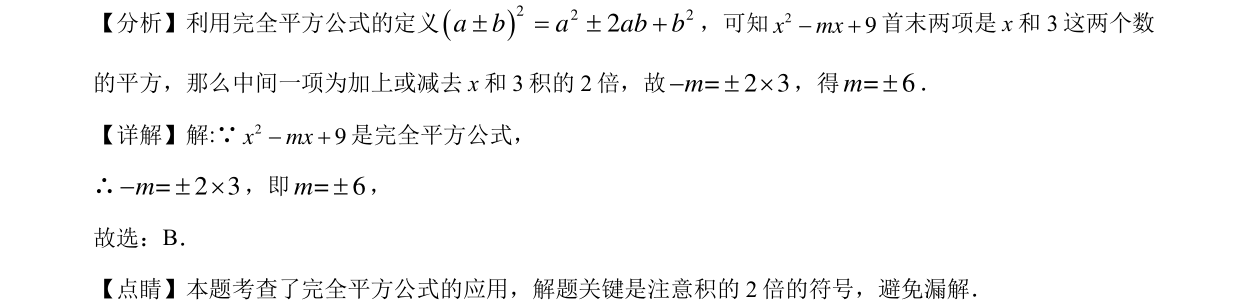 【分析】利用完全平方公式的定义(a±b)²=a²±2ab+b²，可知x²−mx+9首末两项是x和3这两个数
的平方，那么中间一项为加上或减去x和3积的2倍，故−m=±2×3，得m=±6．
【详解】解:∵x²−mx+9是完全平方公式，
∴−m=±2×3，即m=±6，
故选：B．
【点睛】本题考查了完全平方公式的应用，解题关键是注意积的2倍的符号，避免漏解．